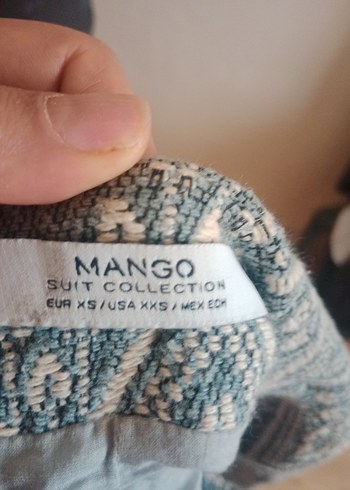 MANGO
SUIT COLLECTION
EUR XS / USA XXS / MEX ECH